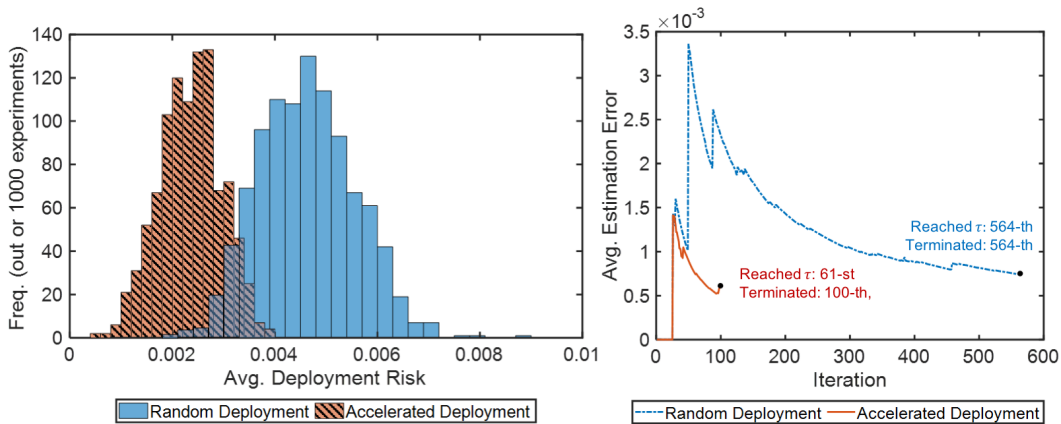 140
120
100
80
60
40
20
0
Freq. (out or 1000 experiments)
0 0.002 0.004 0.006 0.008 0.01
Avg. Deployment Risk
Random Deployment Accelerated Deployment
×10⁻³
3.5
3
2.5
2
1.5
1
0.5
0
Avg. Estimation Error
Reached τ: 564-th
Terminated: 564-th
Reached τ: 61-st
Terminated: 100-th,
0 100 200 300 400 500 600
Iteration
Random Deployment Accelerated Deployment